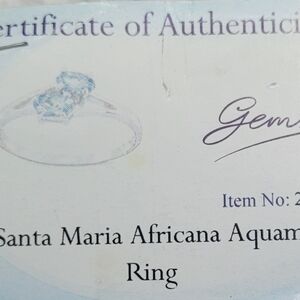 ertificate of Authentici
Gem
Item No: 2
Santa Maria Africana Aquam
Ring